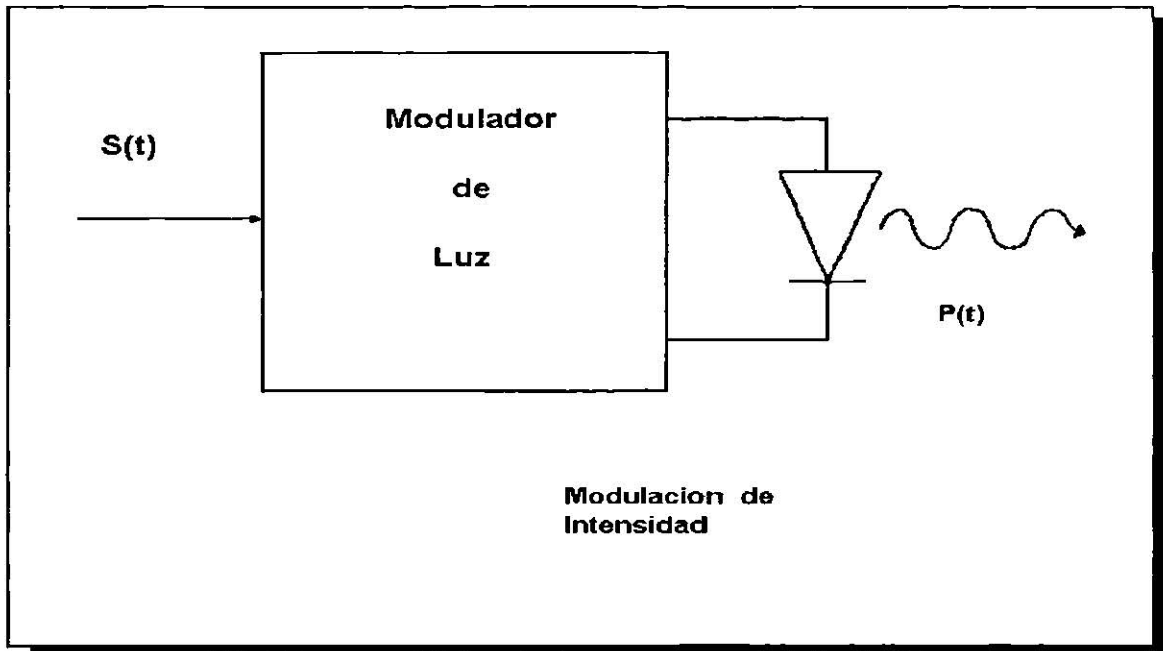 S(t)
Modulador
de
Luz
P(t)
Modulacion de
Intensidad